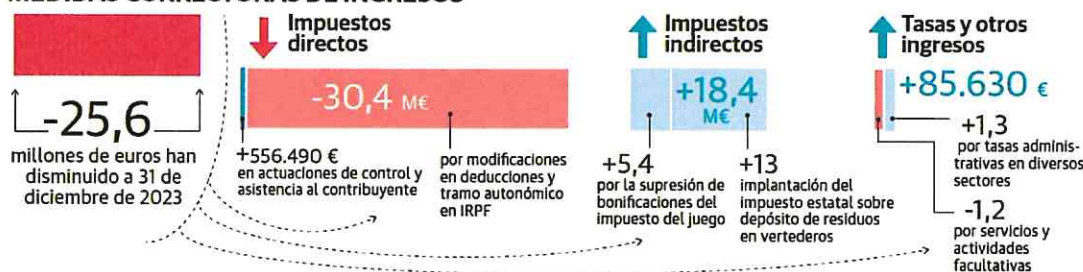 MEDIDAS CORRECTORAS DE INGRESOS
-25,6
millones de euros han
disminuido a 31 de
diciembre de 2023
Impuestos
directos
-30,4 M€
+556.490 €
en actuaciones de control y
asistencia al contribuyente
por modificaciones
en deducciones y
tramo autonómico
en IRPF
Impuestos
indirectos
+18,4
M€
+5,4
por la supresión de
bonificaciones del
impuesto del juego
+13
implantación del
impuesto estatal sobre
depósito de residuos
en vertederos
Tasas y otros
ingresos
+85.630 €
+1,3
por tasas adminis-
trativas en diversos
sectores
-1,2
por servicios y
actividades
facultativas